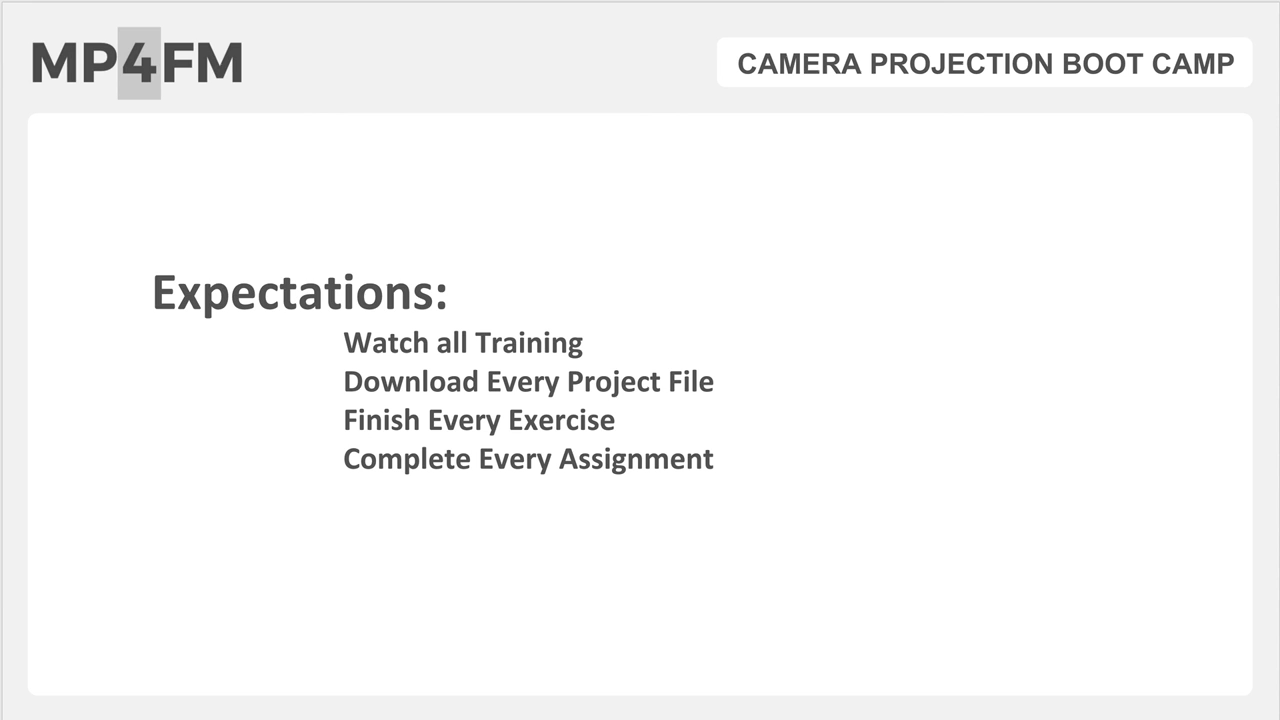 MP4FM
CAMERA PROJECTION BOOT CAMP
Expectations:
Watch all Training
Download Every Project File
Finish Every Exercise
Complete Every Assignment